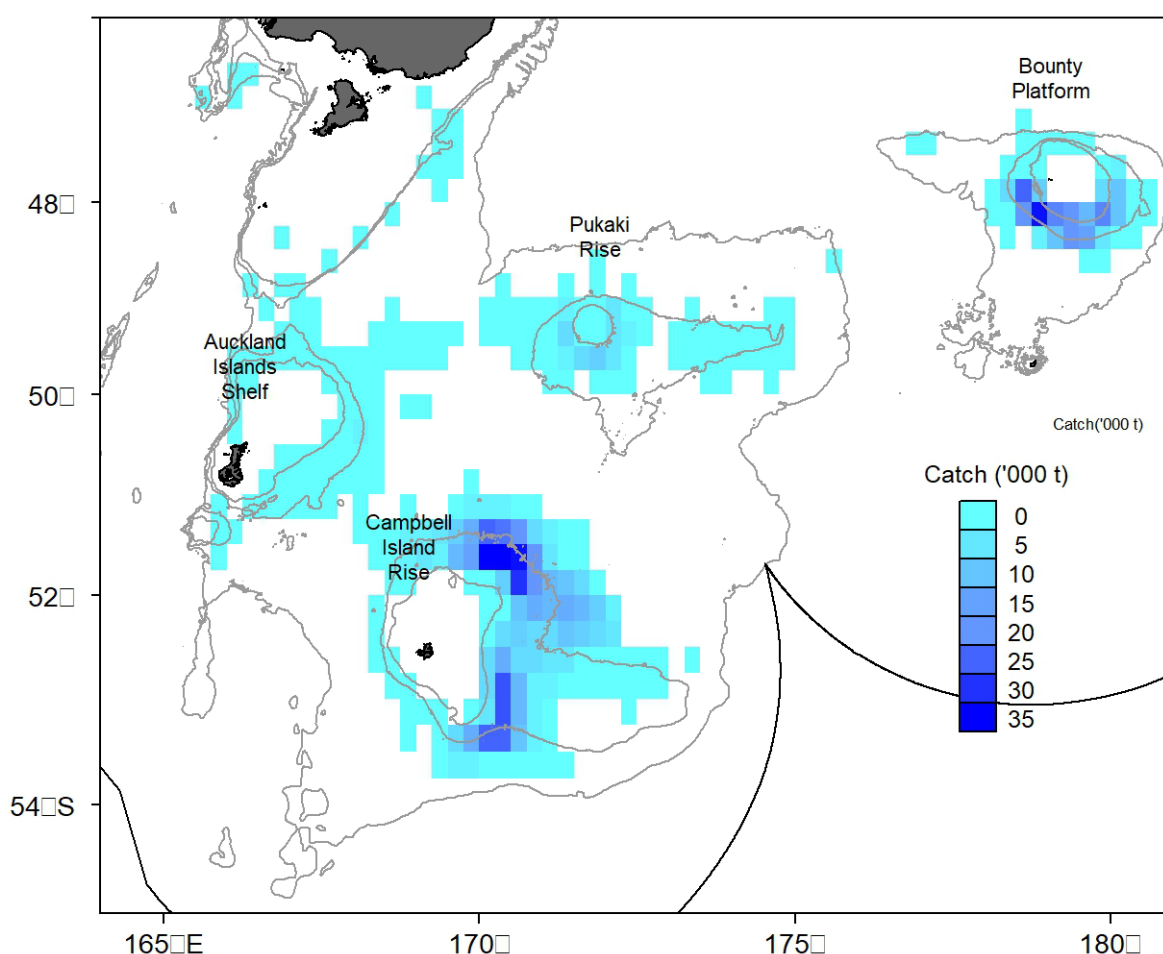 Bounty
Platform
48□
Pukaki
Rise
Auckland
Islands
Shelf
50□
Catch('000 t)
Catch ('000 t)
0
5
10
15
20
25
30
35
Campbell
Island
Rise
52□
54□S
165□E
170□
175□
180□